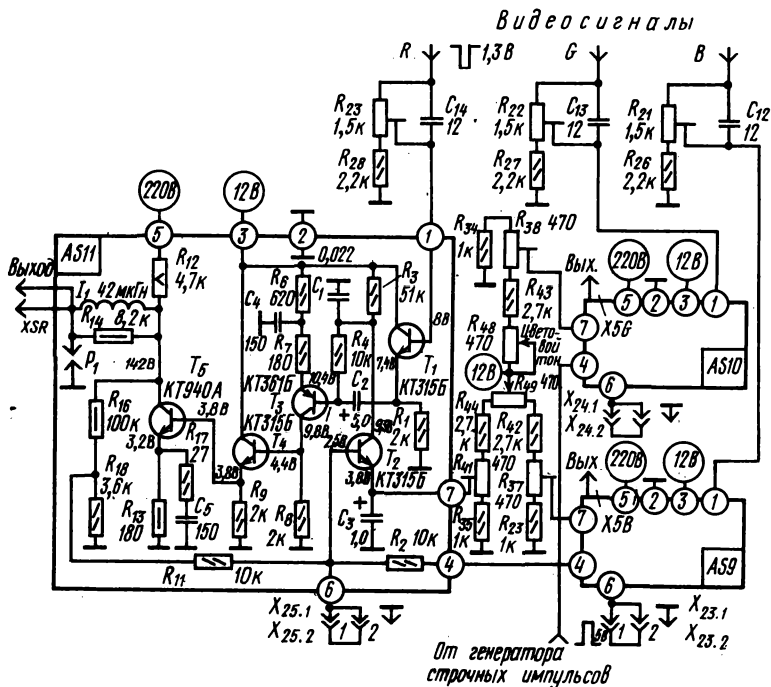 Видеосигналы
R 1,3В G B
R23 1,5к
C14 12
R22 1,5к
C13 12
R21 1,5к
C12 12
R28 2,2к
R27 2,2к
R26 2,2к
220В 12В
5 3 2 1
AS11
R34 1к
R38 470
Выход
XSR
I1 42 мкГн
R12 4,7к
R14 8,2к
P1
C4 150
R6 620
0,022
C1
R3 51к
8В
R7 180
R4 10к
7,4В
T1 КТ315Б
R43 2,7к
R48 470
Цветовой тон
12В
R49 470
Вых.
X5G
220В 12В
5 2 3 1
7
4
6
AS10
X24.1
X24.2
142В
T5 КТ940А
3,8В
3,2В
R16 100к
R17 27
R18 3,6к
R13 180
C5 150
КТ361Б
T3
КТ315Б
10,4В
9,8В
C2 5,0
T4
4,4В
3,8В
R9 2к
R8 2к
R1 2к
T2 КТ315Б
3,8В
C3 1,0
7
R44 2,7к
R42 2,7к
R41 470
R37 470
R35 1к
R23 1к
Вых.
X5B
220В 12В
5 2 3 1
7
4
6
AS9
R11 10к
R2 10к
4
6
X25.1
X25.2
1 2
X23.1
X23.2
1 2
От генератора
строчных импульсов